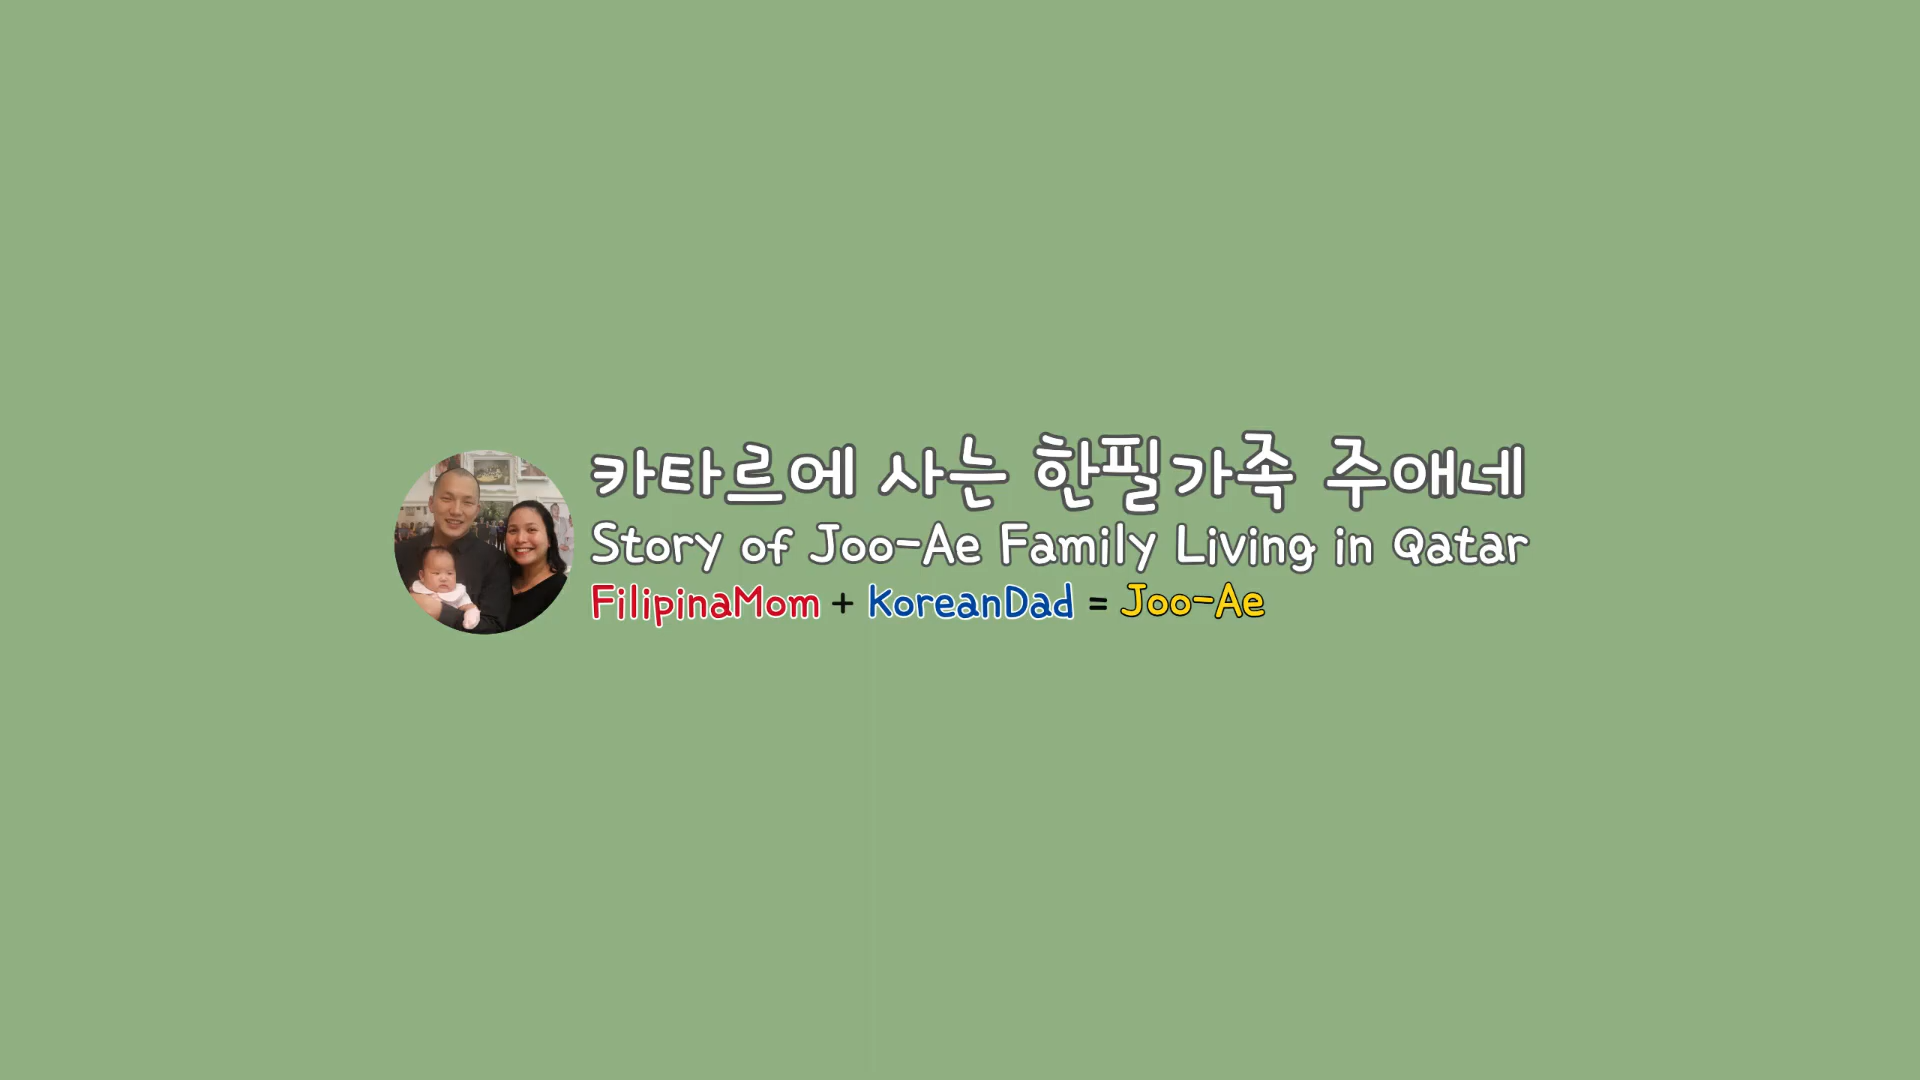 카타르에 사는 한필가족 주애네
Story of Joo-Ae Family Living in Qatar
FilipinaMom + KoreanDad = Joo-Ae